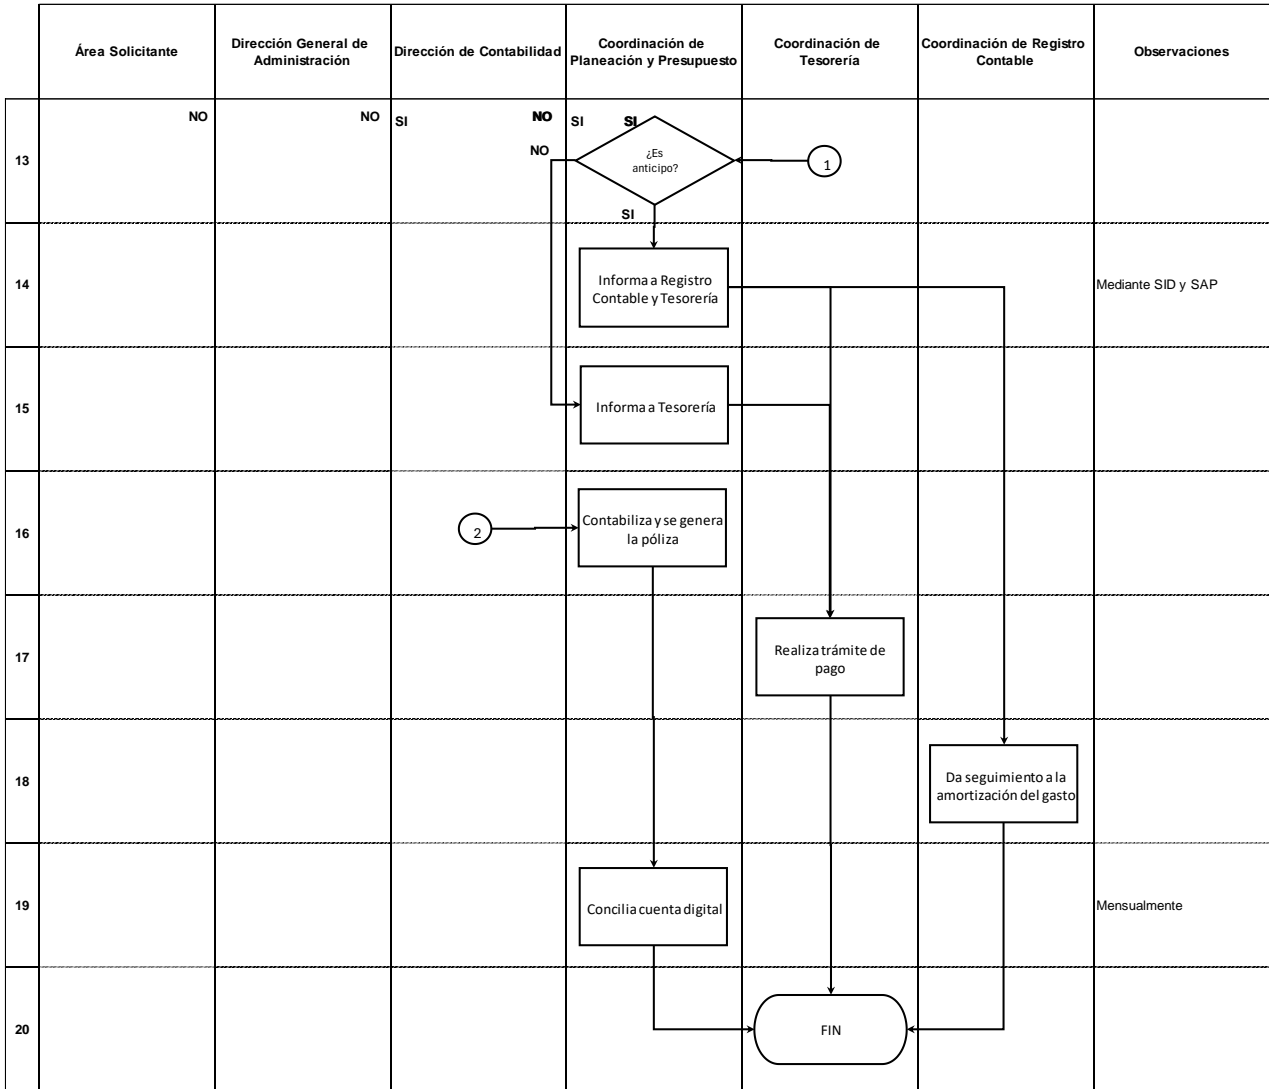 Área Solicitante
Dirección General de
Administración
Dirección de Contabilidad
Coordinación de
Planeación y Presupuesto
Coordinación de
Tesorería
Coordinación de Registro
Contable
Observaciones
NO
NO
SI
NO
SI
SI
13
NO
¿Es
anticipo?
1
SI
14
Informa a Registro
Contable y Tesorería
Mediante SID y SAP
15
Informa a Tesorería
16
2
Contabiliza y se genera
la póliza
17
Realiza trámite de
pago
18
Da seguimiento a la
amortización del gasto
19
Concilia cuenta digital
Mensualmente
20
FIN